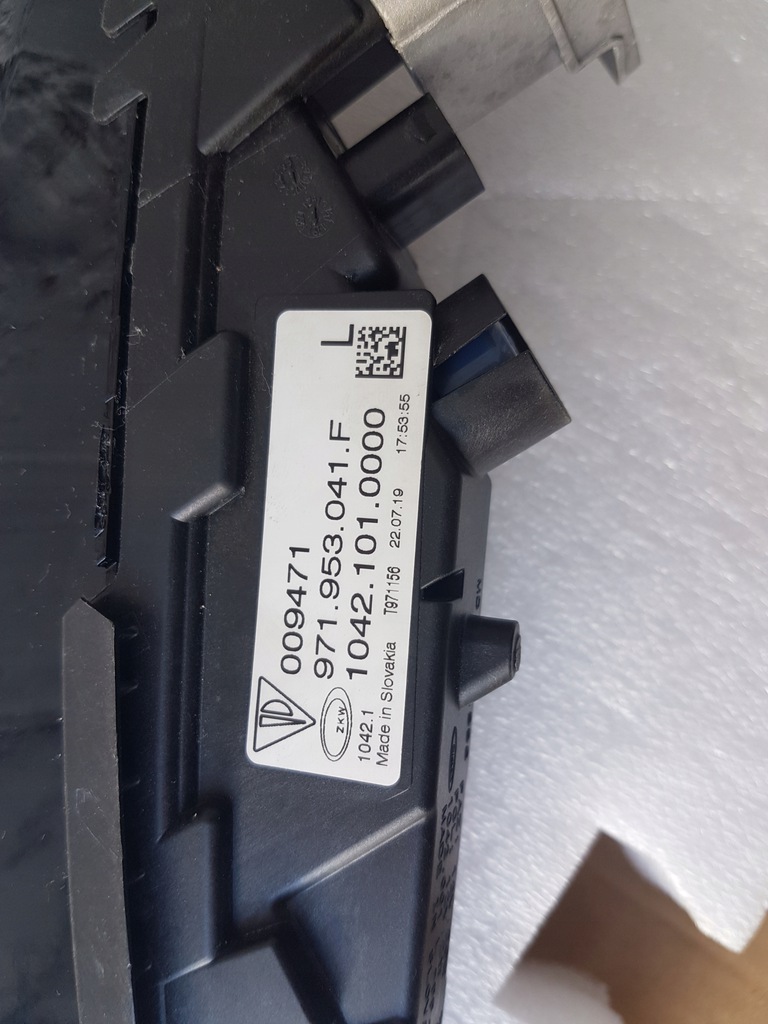 L
009471
971.953.041.F
ZKW
1042.101.0000
1042.1 T971156 22.07.19 17:53:55
Made in Slovakia